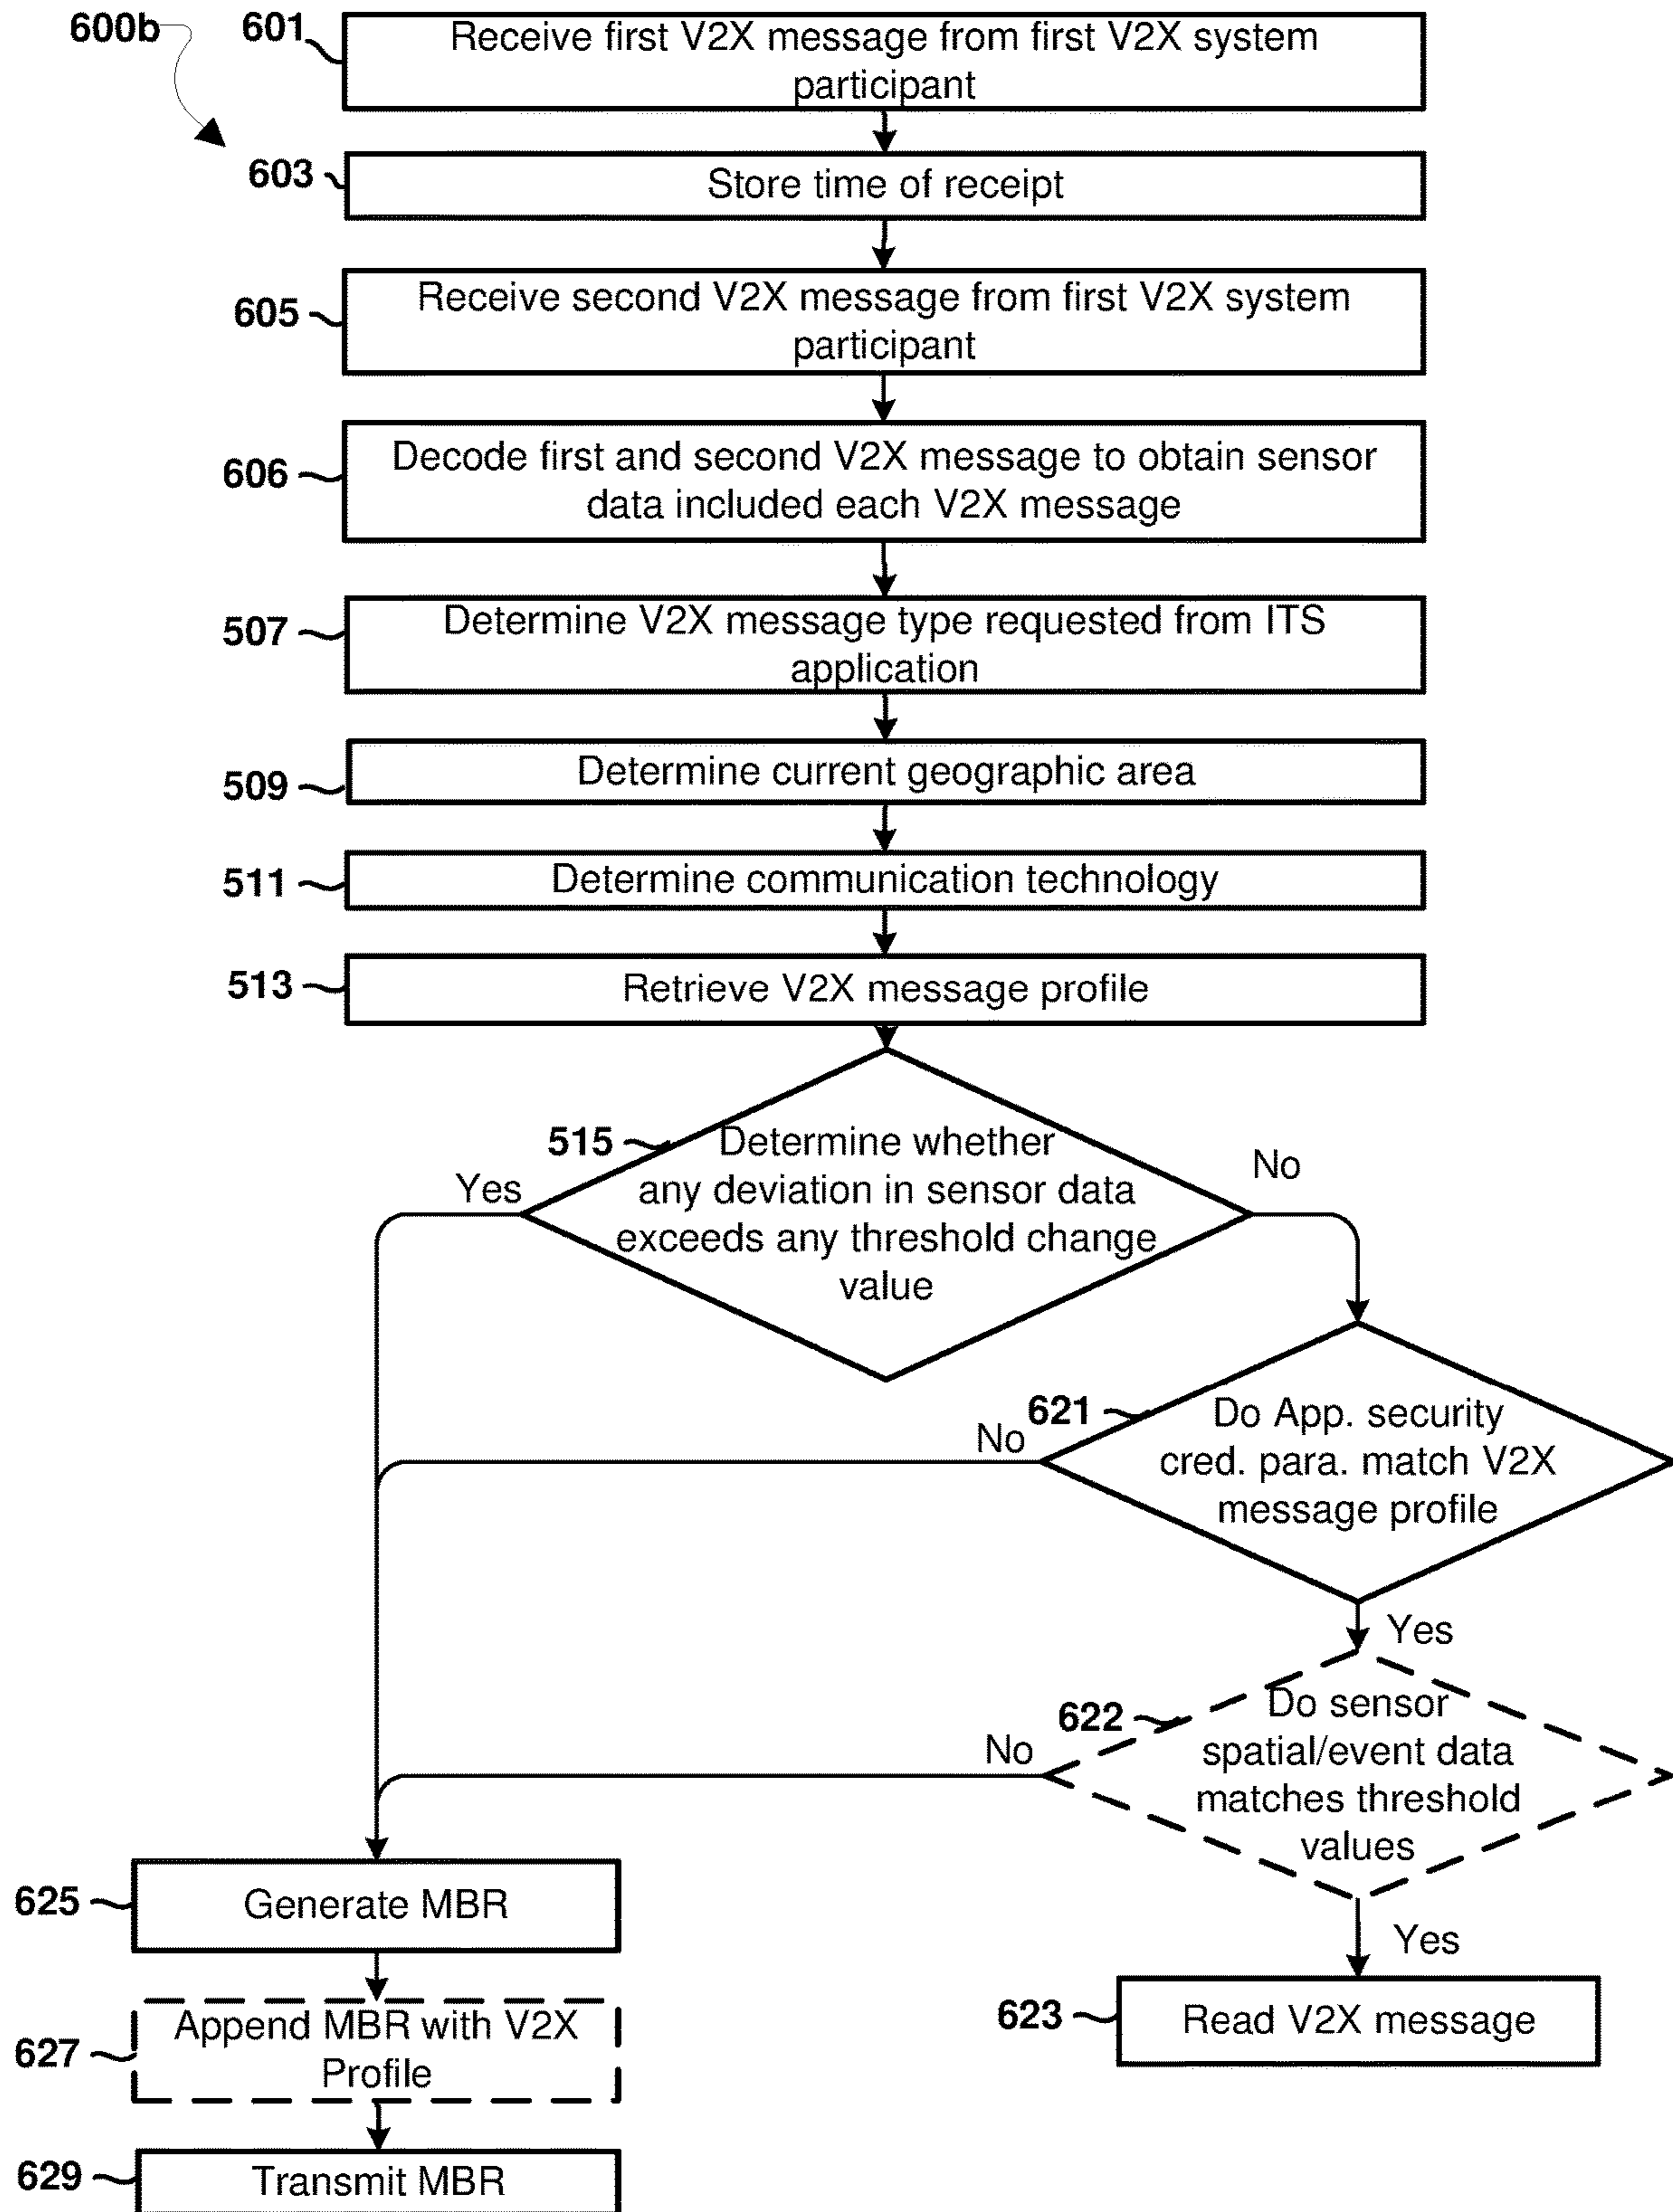 600b
601
Receive first V2X message from first V2X system
participant
603
Store time of receipt
605
Receive second V2X message from first V2X system
participant
606
Decode first and second V2X message to obtain sensor
data included each V2X message
507
Determine V2X message type requested from ITS
application
509
Determine current geographic area
511
Determine communication technology
513
Retrieve V2X message profile
515
Determine whether
any deviation in sensor data
exceeds any threshold change
value
Yes
No
621
Do App. security
cred. para. match V2X
message profile
No
Yes
622
Do sensor
spatial/event data
matches threshold
values
No
Yes
625
Generate MBR
623
Read V2X message
627
Append MBR with V2X
Profile
629
Transmit MBR